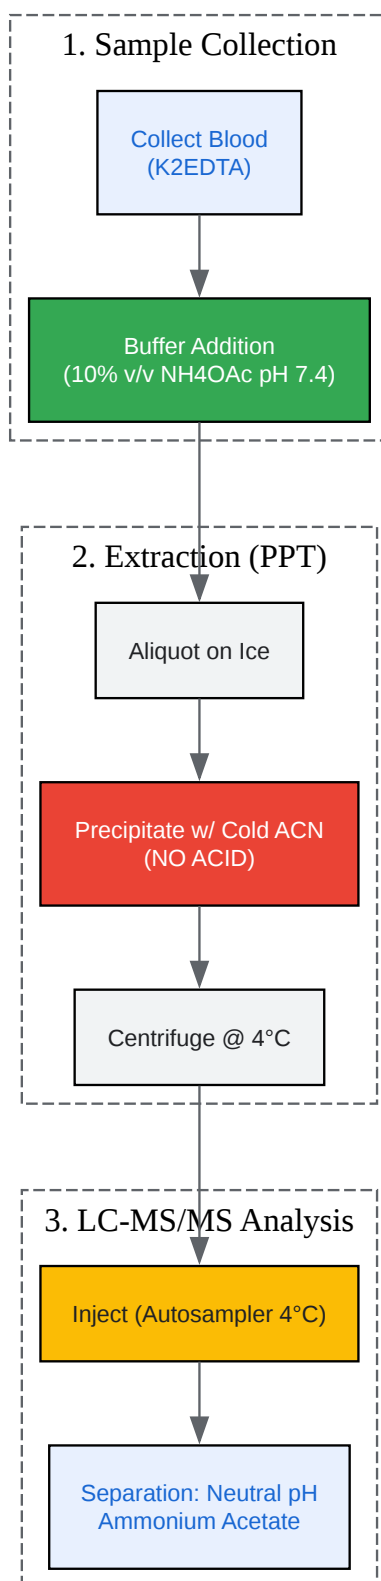 1. Sample Collection
Collect Blood
(K2EDTA)
Buffer Addition
(10% v/v NH4OAc pH 7.4)
2. Extraction (PPT)
Aliquot on Ice
Precipitate w/ Cold ACN
(NO ACID)
Centrifuge @ 4°C
3. LC-MS/MS Analysis
Inject (Autosampler 4°C)
Separation: Neutral pH
Ammonium Acetate